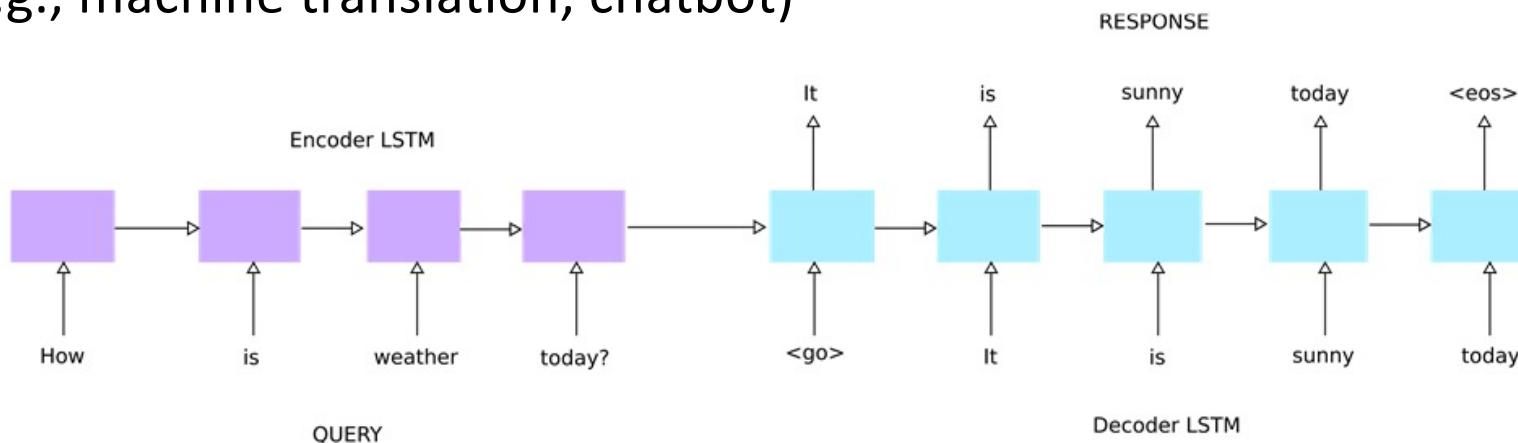 .g., machine translation, chatbot)
RESPONSE
It is sunny today <eos>
Encoder LSTM
How is weather today? <go> It is sunny today
Decoder LSTM
QUERY